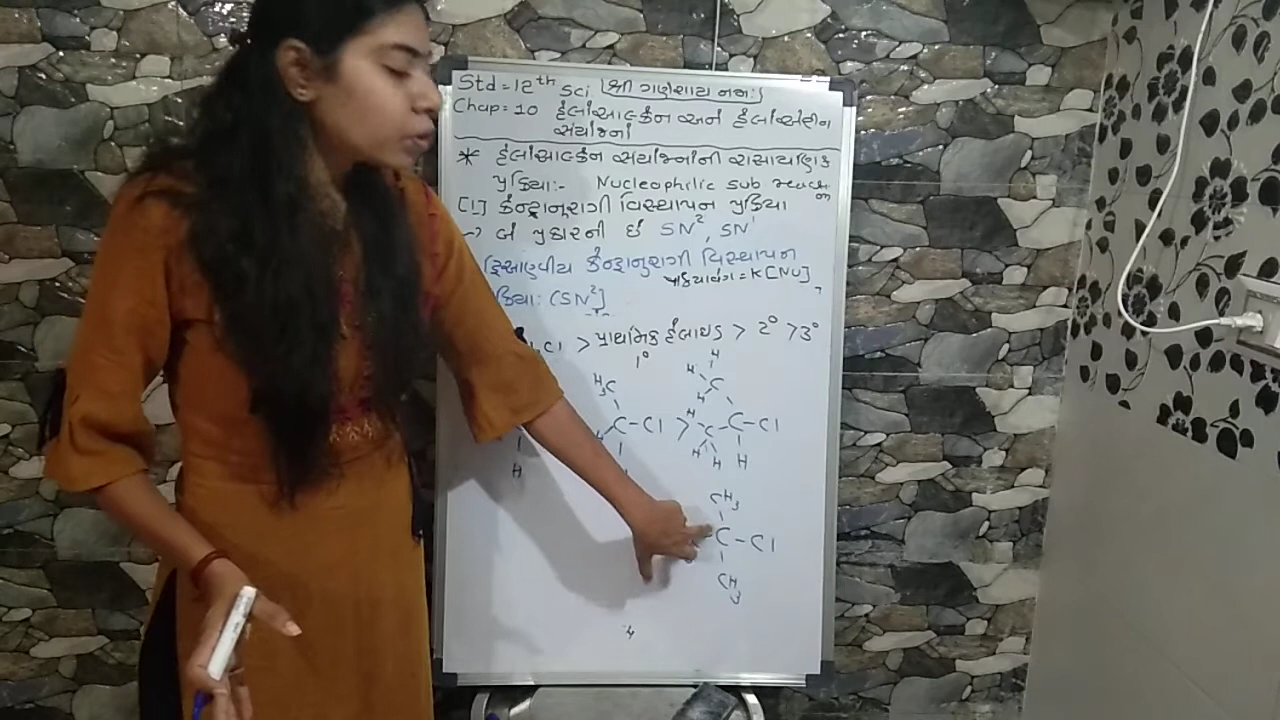 Std = 12th Sci | શ્રી ગણેશાય નમઃ |
Chap = 10 હેલોઆલ્કેન અને હેલોએરીન
સંયોજનો
* હેલોઆલ્કેન સંયોજનોની રાસાયણિક
પ્રક્રિયા:- Nucleophilic sub
[1] કેન્દ્રાનુરાગી વિસ્થાપન પ્રક્રિયા
→ બે પ્રકારની છે SN², SN¹
દ્વિઆણ્વીય કેન્દ્રાનુરાગી વિસ્થાપન
પ્રક્રિયાવેગ = K[NU]
(SN²)
Cl > પ્રાથમિક હેલાઇડ > 2° > 3°
1°
H
H₃C H C
C-Cl > H C-C-Cl
H H H H
CH₃
C-Cl
CH₃